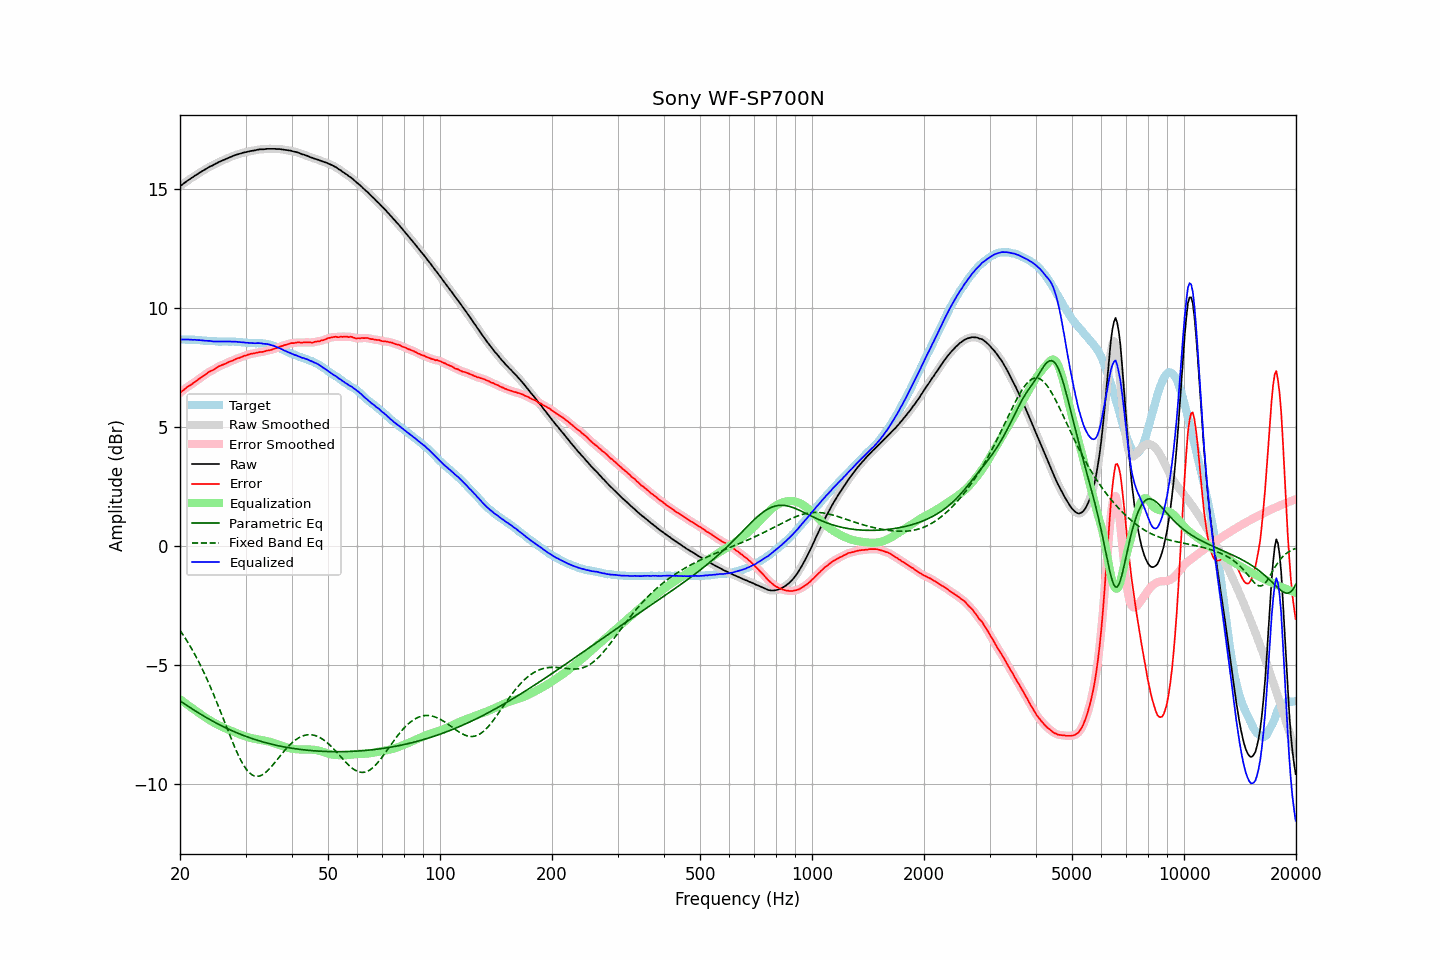 Sony WF-SP700N
Amplitude (dBr)
15
10
5
0
−5
−10
Target
Raw Smoothed
Error Smoothed
Raw
Error
Equalization
Parametric Eq
Fixed Band Eq
Equalized
20
50
100
200
500
1000
2000
5000
10000
20000
Frequency (Hz)